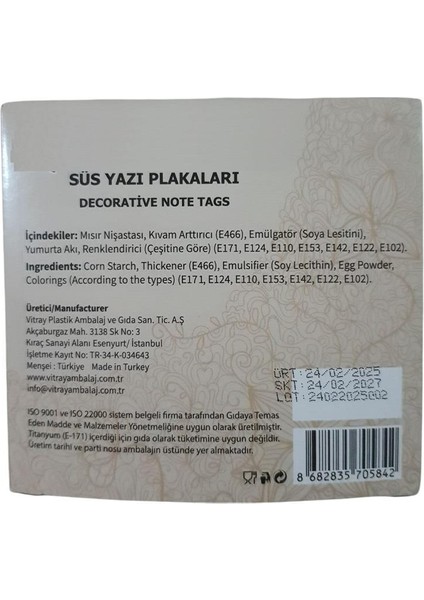 SÜS YAZI PLAKALARI
DECORATIVE NOTE TAGS
İçindekiler: Mısır Nişastası, Kıvam Arttırıcı (E466), Emülgatör (Soya Lesitini),
Yumurta Akı, Renklendirici (Çeşitine Göre) (E171, E124, E110, E153, E142, E122, E102).
Ingredients: Corn Starch, Thickener (E466), Emulsifier (Soy Lecithin), Egg Powder,
Colorings (According to the types) (E171, E124, E110, E153, E142, E122, E102).
Üretici/Manufacturer
Vitray Plastik Ambalaj ve Gıda San. Tic. A.Ş
Akçaburgaz Mah. 3138 Sk No: 3
Kıraç Sanayi Alanı Esenyurt/ İstanbul
İşletme Kayıt No: TR-34-K-034643
Menşei : Türkiye Made in Turkey
www.vitrayambalaj.com.tr
info@vitrayambalaj.com.tr
ÜRT: 24/02/2025
SKT: 24/02/2027
LOT: 24022025002
ISO 9001 ve ISO 22000 sistem belgeli firma tarafından Gıdaya Temas
Eden Madde ve Malzemeler Yönetmeliğine uygun olarak üretilmiştir.
Titanyum (E-171) içerdiği için gıda olarak tüketimine uygun değildir.
Üretim tarihi ve parti nosu ambalajın üstünde yer almaktadır.
8 682835 705842